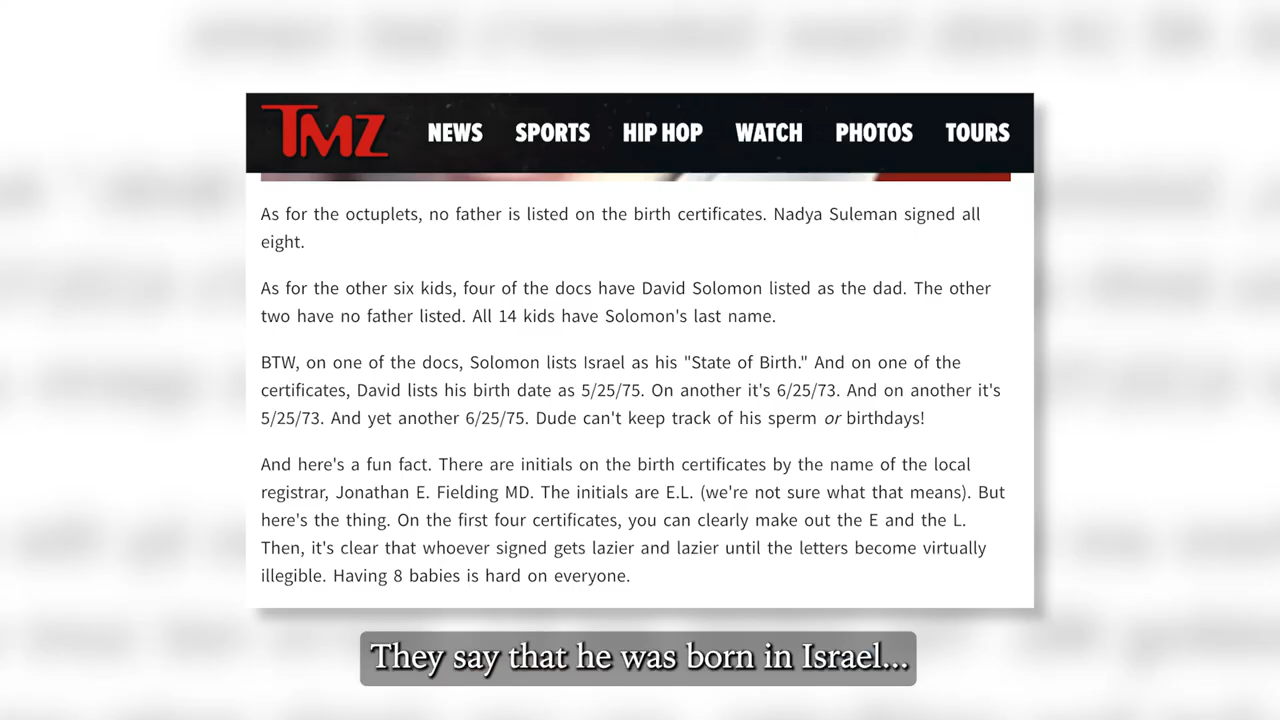 TMZ NEWS SPORTS HIP HOP WATCH PHOTOS TOURS
As for the octuplets, no father is listed on the birth certificates. Nadya Suleman signed all
eight.
As for the other six kids, four of the docs have David Solomon listed as the dad. The other
two have no father listed. All 14 kids have Solomon's last name.
BTW, on one of the docs, Solomon lists Israel as his "State of Birth." And on one of the
certificates, David lists his birth date as 5/25/75. On another it's 6/25/73. And on another it's
5/25/73. And yet another 6/25/75. Dude can't keep track of his sperm or birthdays!
And here's a fun fact. There are initials on the birth certificates by the name of the local
registrar, Jonathan E. Fielding MD. The initials are E.L. (we're not sure what that means). But
here's the thing. On the first four certificates, you can clearly make out the E and the L.
Then, it's clear that whoever signed gets lazier and lazier until the letters become virtually
illegible. Having 8 babies is hard on everyone.
They say that he was born in Israel...